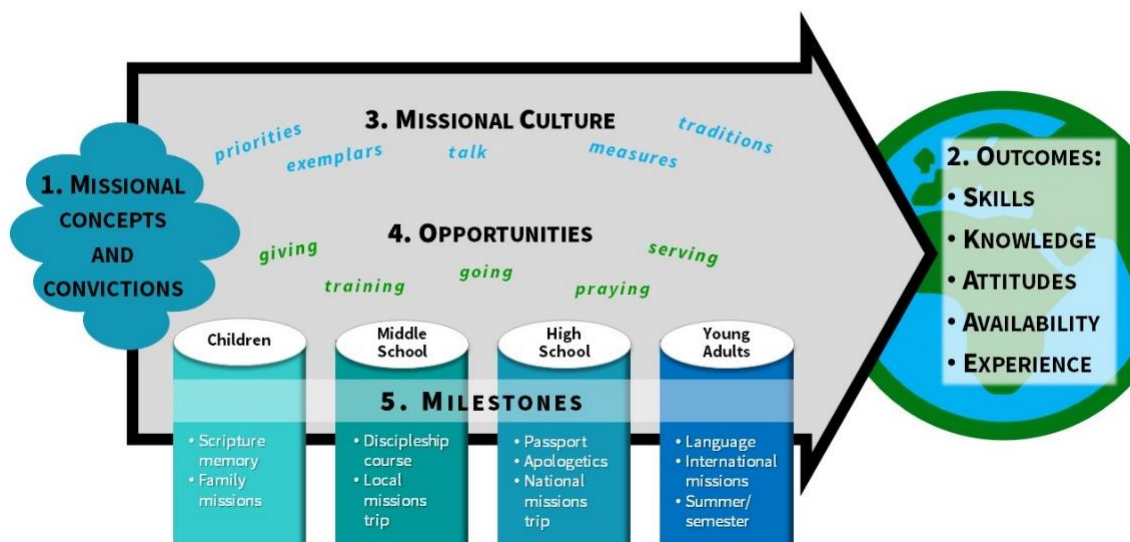 1. Missional
concepts
and
convictions
3. Missional Culture
priorities
exemplars
talk
measures
traditions
4. Opportunities
giving
training
going
praying
serving
Children
Middle
School
High
School
Young
Adults
5. Milestones
• Scripture
memory
• Family
missions
• Discipleship
course
• Local
missions
trip
• Passport
• Apologetics
• National
missions trip
• Language
• International
missions
• Summer/
semester
2. Outcomes:
• Skills
• Knowledge
• Attitudes
• Availability
• Experience